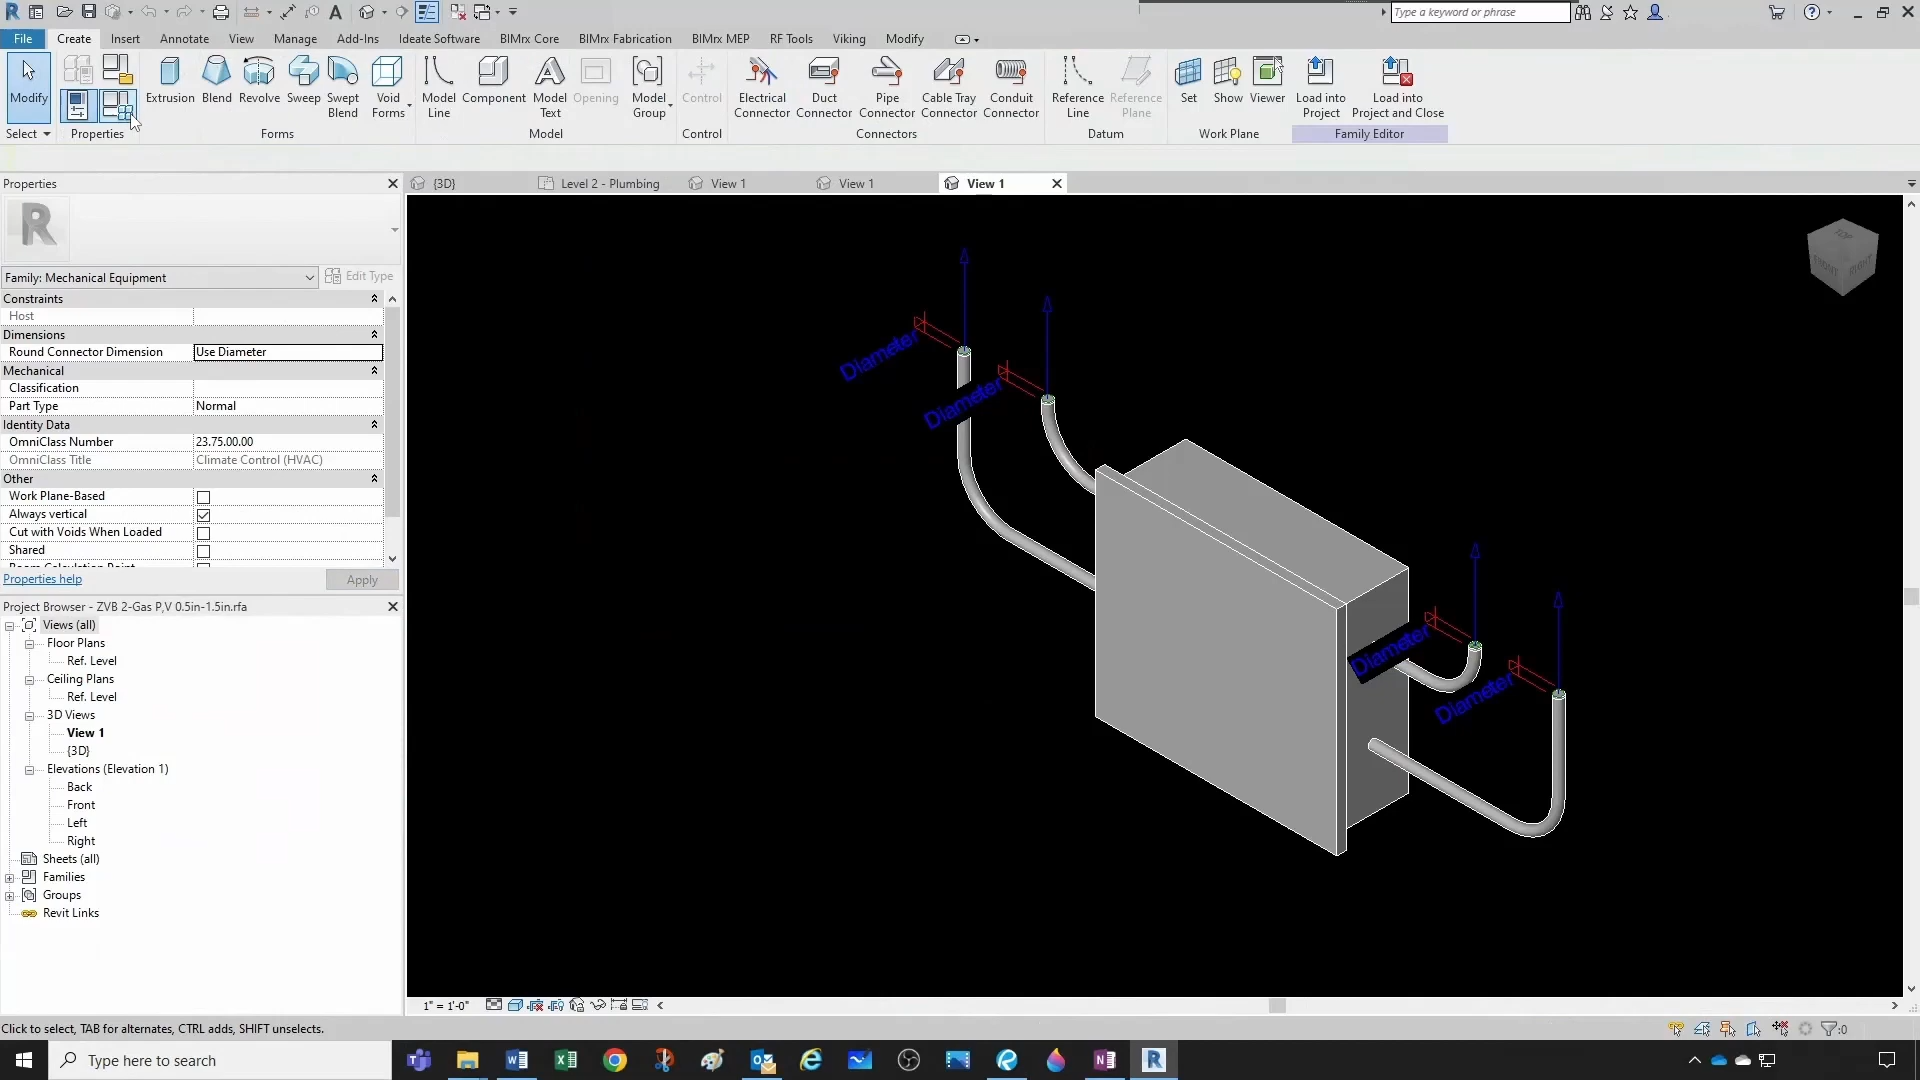 Type a keyword or phrase
File Create Insert Annotate View Manage Add-Ins Ideate Software BIMrx Core BIMrx Fabrication BIMrx MEP RF Tools Viking Modify
Modify
Extrusion Blend Revolve Sweep Swept Blend Void Forms
Model Line Component Model Text Opening Model Group
Control
Electrical Connector Duct Connector Pipe Connector Cable Tray Connector Conduit Connector
Reference Line Reference Plane
Set Show Viewer
Load into Project Load into Project and Close
Select Properties Forms Model Control Connectors Datum Work Plane Family Editor
Properties
{3D} Level 2 - Plumbing View 1 View 1 View 1
Family: Mechanical Equipment Edit Type
Constraints
Host
Dimensions
Round Connector Dimension Use Diameter
Mechanical
Classification
Part Type Normal
Identity Data
OmniClass Number 23.75.00.00
OmniClass Title Climate Control (HVAC)
Other
Work Plane-Based
Always vertical
Cut with Voids When Loaded
Shared
Room Calculation Point
Properties help Apply
Project Browser - ZVB 2-Gas P,V 0.5in-1.5in.rfa
Views (all)
Floor Plans
Ref. Level
Ceiling Plans
Ref. Level
3D Views
View 1
{3D}
Elevations (Elevation 1)
Back
Front
Left
Right
Sheets (all)
Families
Groups
Revit Links
Diameter
Diameter
Diameter
Diameter
TOP
FRONT RIGHT
1" = 1'-0"
Click to select, TAB for alternates, CTRL adds, SHIFT unselects.
:0
Type here to search